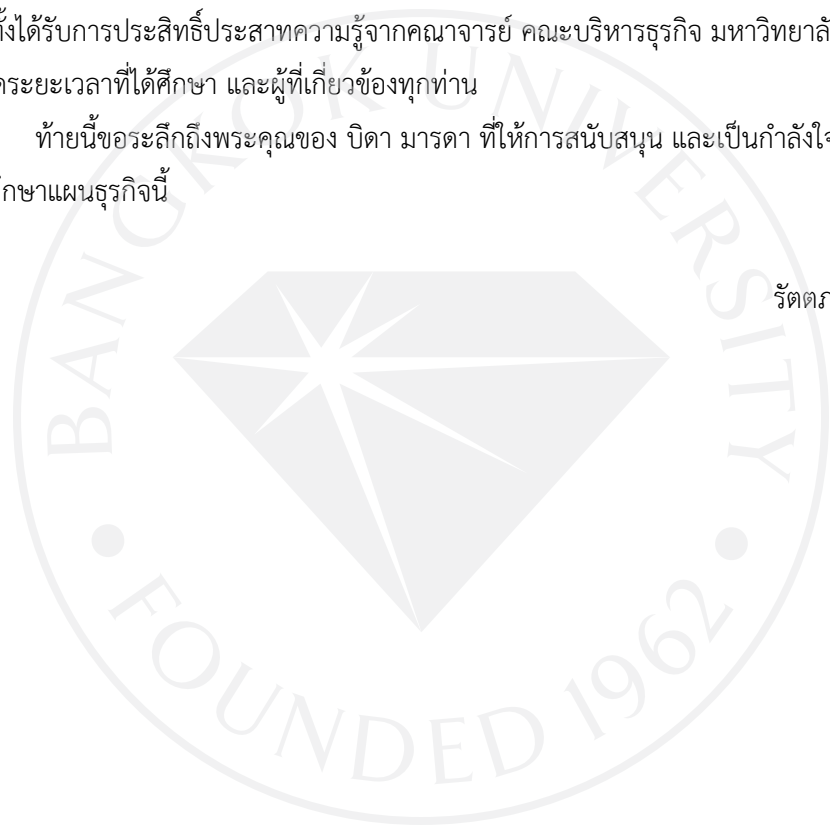 ทั้งได้รับการประสิทธิ์ประสาทความรู้จากคณาจารย์ คณะบริหารธุรกิจ มหาวิทยาลั
ระยะเวลาที่ได้ศึกษา และผู้ที่เกี่ยวข้องทุกท่าน
ท้ายนี้ขอระลึกถึงพระคุณของ บิดา มารดา ที่ให้การสนับสนุน และเป็นกำลังใจ
กษาแผนธุรกิจนี้
รัตต
BANGKOK UNIVERSITY
FOUNDED 1962